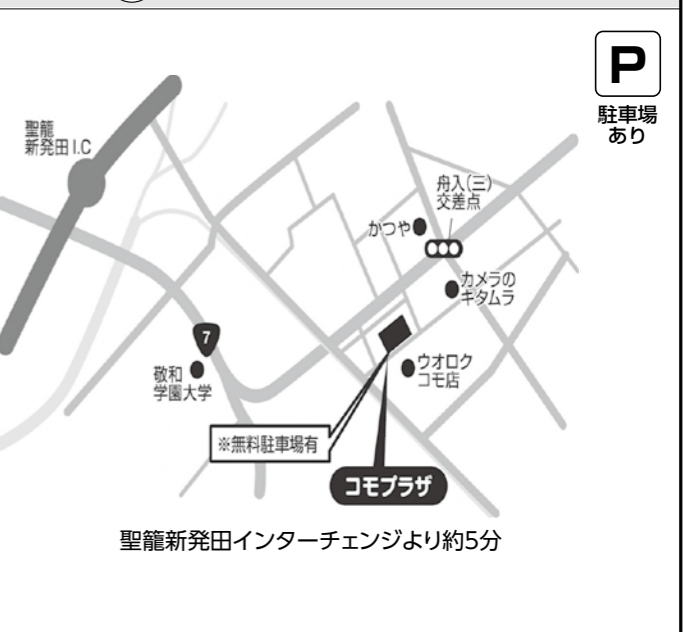 P
駐車場
あり
聖籠
新発田I.C
舟入(三)
交差点
かつや
カメラの
キタムラ
7
敬和
学園大学
ウオロク
コモ店
※無料駐車場有
コモプラザ
聖籠新発田インターチェンジより約5分